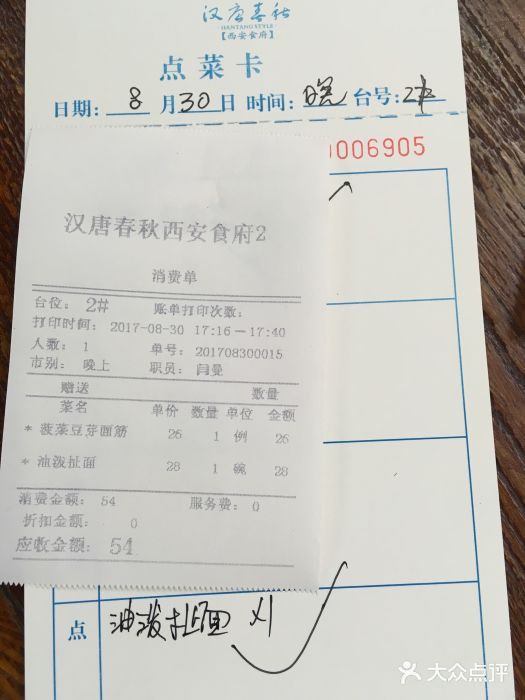 汉唐春秋
HANTANG STYLE
【西安食府】
点菜卡
日期: 8 月 30 日 时间: 晚 台号: 2#
0006905
汉唐春秋西安食府2
消费单
台位: 2# 账单打印次数:
打印时间: 2017-08-30 17:16-17:40
人数: 1 单号: 201708300015
市别: 晚上 职员: 闫曼
赠送 数量
菜名 单价 数量 单位 金额
* 菠菜豆芽面筋 26 1 例 26
* 油泼扯面 28 1 碗 28
消费金额: 54 服务费: 0
折扣金额: 0
应收金额: 54
点 油泼扯面 x1
大众点评